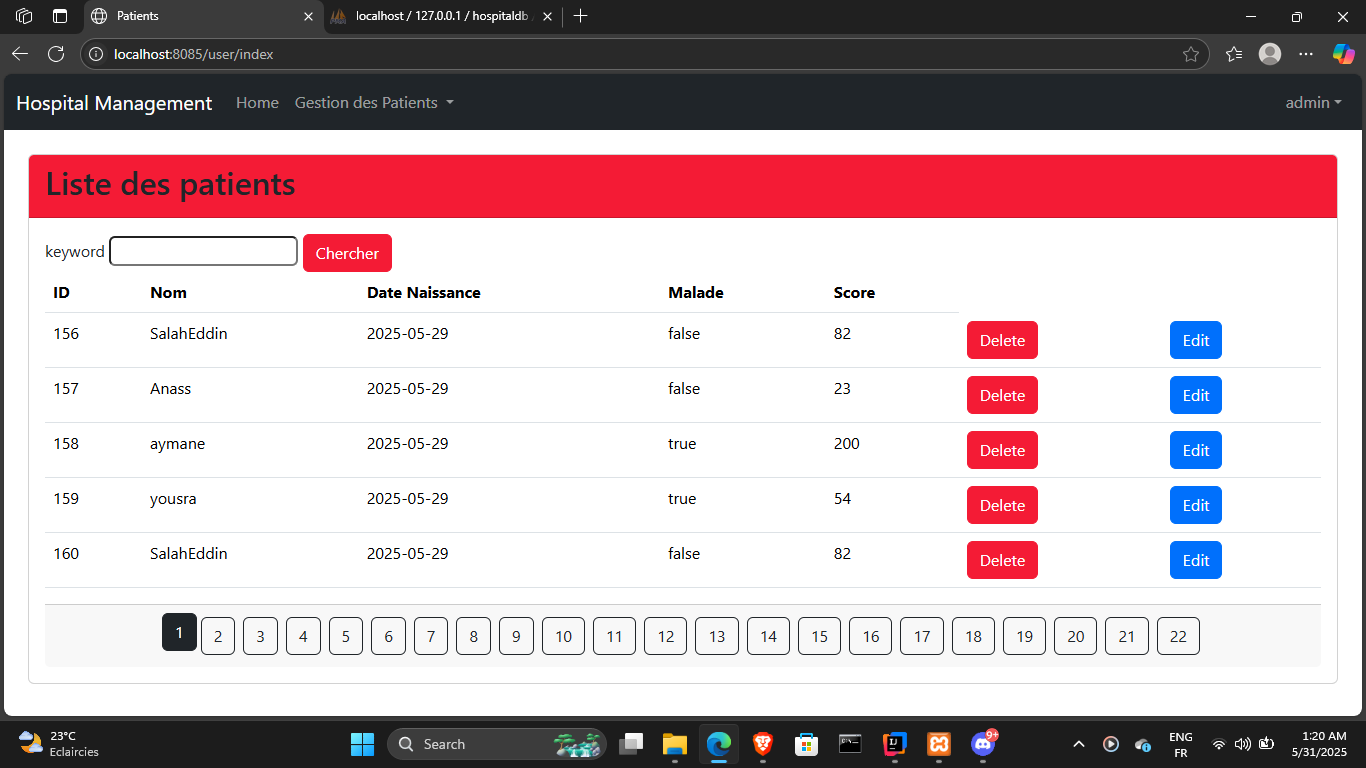 Patients
localhost / 127.0.0.1 / hospitaldb
localhost:8085/user/index
Hospital Management Home Gestion des Patients admin
Liste des patients
keyword Chercher
ID Nom Date Naissance Malade Score
156 SalahEddin 2025-05-29 false 82 Delete Edit
157 Anass 2025-05-29 false 23 Delete Edit
158 aymane 2025-05-29 true 200 Delete Edit
159 yousra 2025-05-29 true 54 Delete Edit
160 SalahEddin 2025-05-29 false 82 Delete Edit
1 2 3 4 5 6 7 8 9 10 11 12 13 14 15 16 17 18 19 20 21 22
23°C
Eclaircies
Search
9+
ENG
FR
1:20 AM
5/31/2025